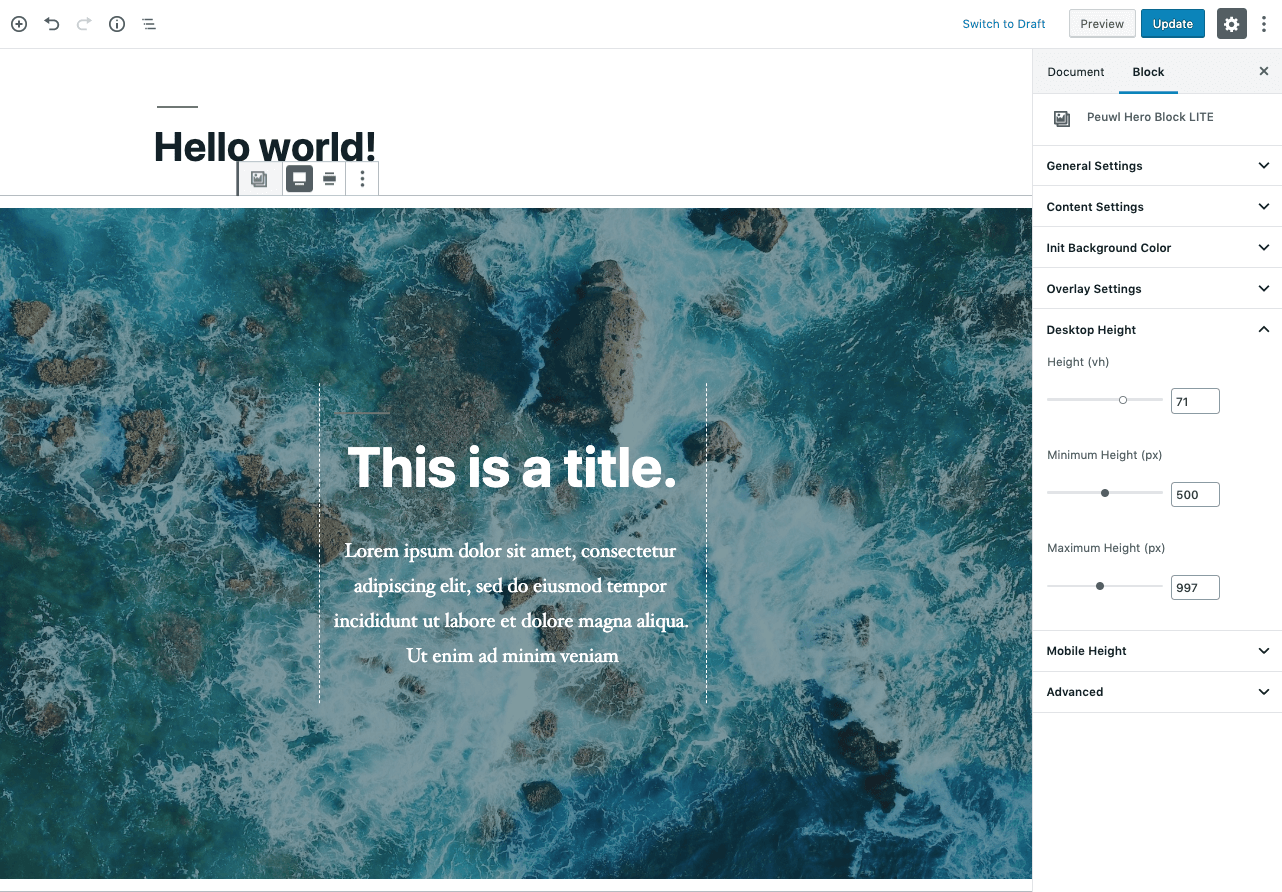 Switch to Draft
Preview
Update
Document
Block
Peuwl Hero Block LITE
Hello world!
General Settings
Content Settings
Init Background Color
Overlay Settings
Desktop Height
Height (vh)
71
Minimum Height (px)
500
Maximum Height (px)
997
Mobile Height
Advanced
This is a title.
Lorem ipsum dolor sit amet, consectetur
adipiscing elit, sed do eiusmod tempor
incididunt ut labore et dolore magna aliqua.
Ut enim ad minim veniam